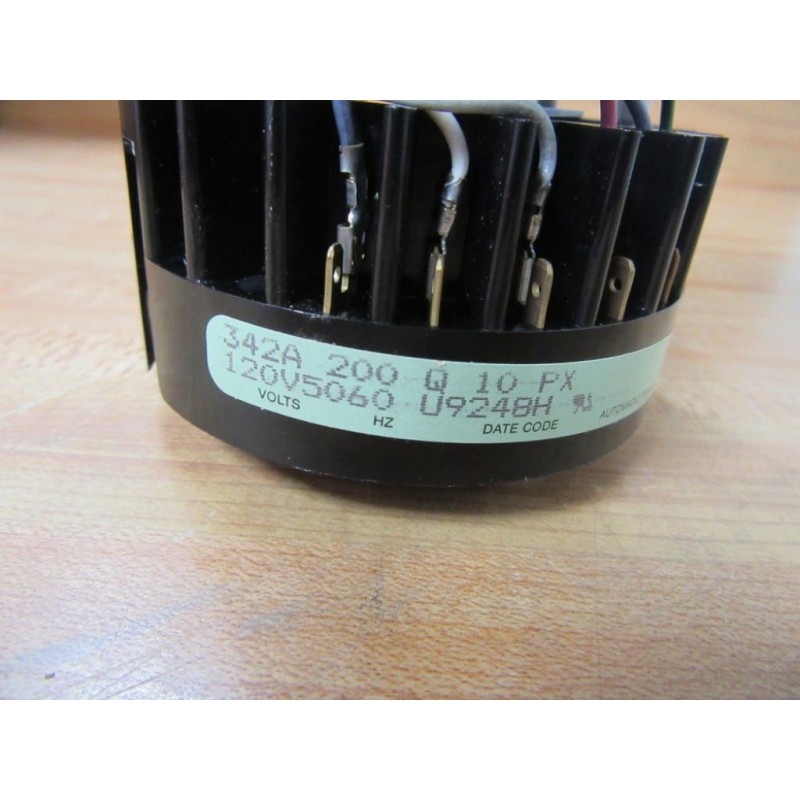 342A 200 Q 10 PX
120V5060 U9248H
VOLTS HZ DATE CODE